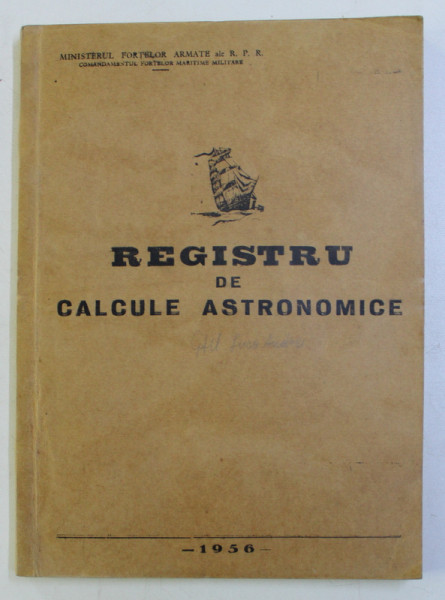 MINISTERUL FORȚELOR ARMATE ale R. P. R.
COMANDAMENTUL FORȚELOR MARITIME MILITARE
REGISTRU
DE
CALCULE ASTRONOMICE
—1956—